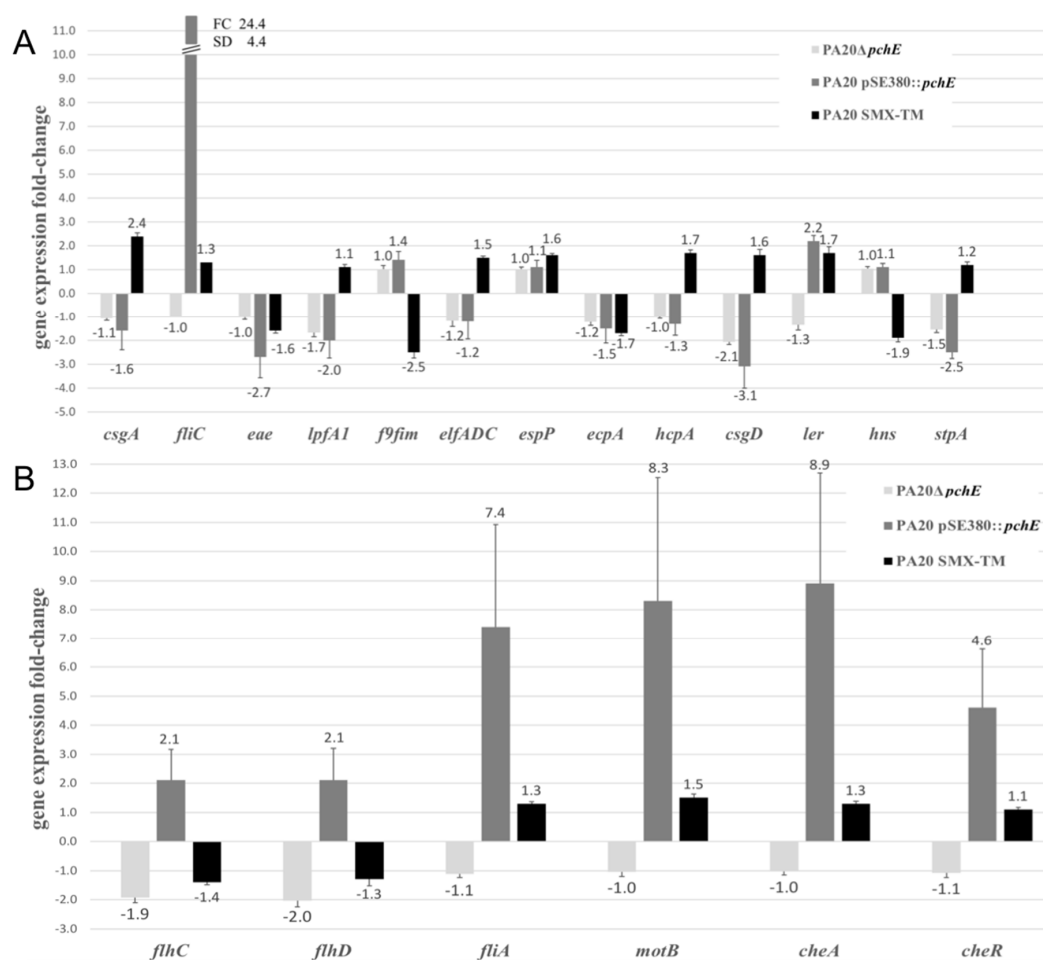 A
FC 24.4
SD 4.4
gene expression fold-change
11.0
10.0
9.0
8.0
7.0
6.0
5.0
4.0
3.0
2.0
1.0
0.0
-1.0
-2.0
-3.0
-4.0
-5.0
PA20ΔpchE
PA20 pSE380::pchE
PA20 SMX-TM
-1.1 -1.6 2.4
-1.0 1.3
-1.0 -2.7 -1.6
-1.7 -2.0 1.1
1.0 1.4 -2.5
-1.2 -1.2 1.5
1.0 1.1 1.6
-1.2 -1.5 -1.7
-1.0 -1.3 1.7
-2.1 -3.1 1.6
-1.3 2.2 1.7
1.0 1.1 -1.9
-1.5 -2.5 1.2
csgA fliC eae lpfA1 f9fim elfADC espP ecpA hcpA csgD ler hns stpA
B
gene expression fold-change
13.0
12.0
11.0
10.0
9.0
8.0
7.0
6.0
5.0
4.0
3.0
2.0
1.0
0.0
-1.0
-2.0
-3.0
PA20ΔpchE
PA20 pSE380::pchE
PA20 SMX-TM
-1.9 2.1 -1.4
-2.0 2.1 -1.3
-1.1 7.4 1.3
-1.0 8.3 1.5
-1.0 8.9 1.3
-1.1 4.6 1.1
flhC flhD fliA motB cheA cheR